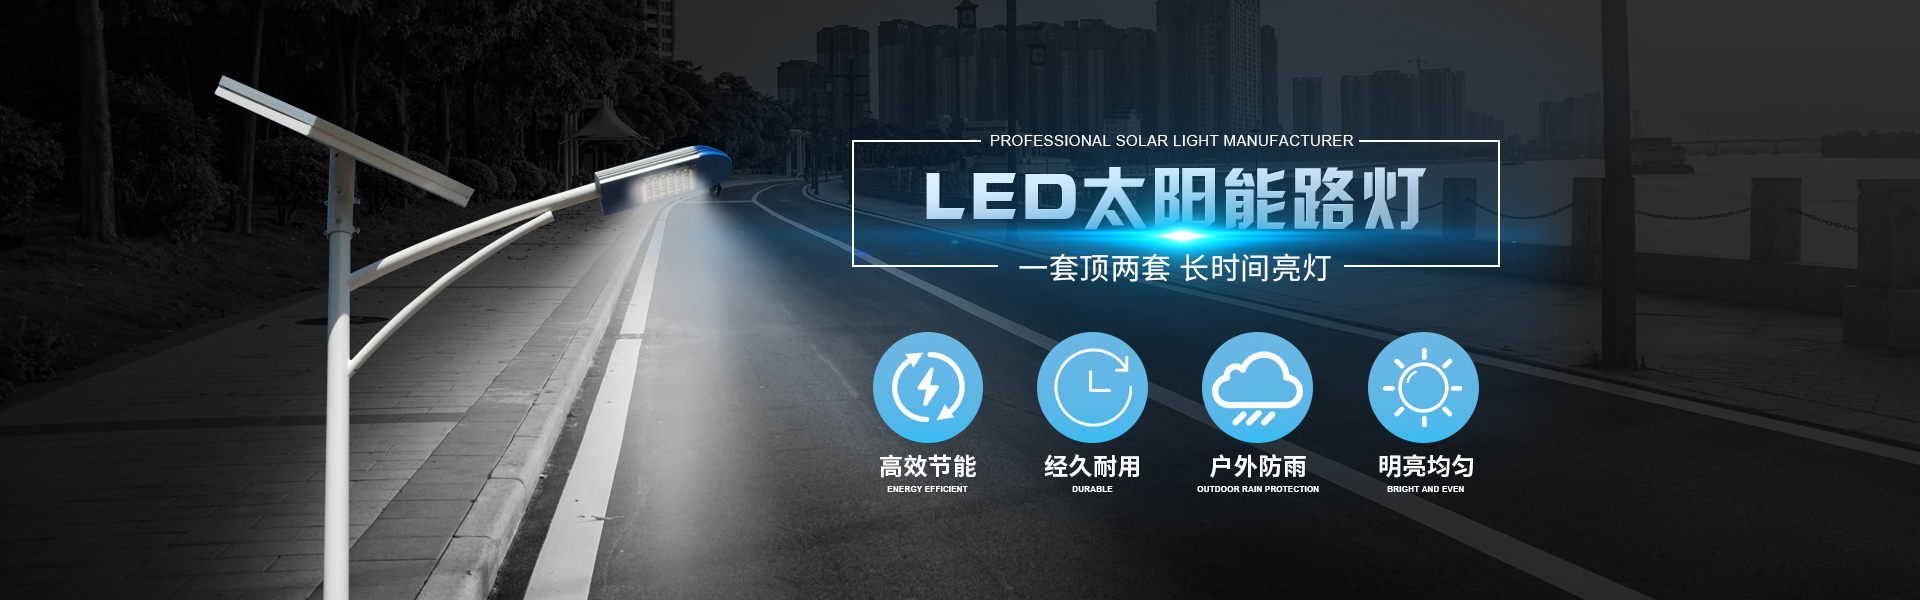 PROFESSIONAL SOLAR LIGHT MANUFACTURER
LED太阳能路灯
一套顶两套 长时间亮灯
高效节能
ENERGY EFFICIENT
经久耐用
DURABLE
户外防雨
OUTDOOR RAIN PROTECTION
明亮均匀
BRIGHT AND EVEN